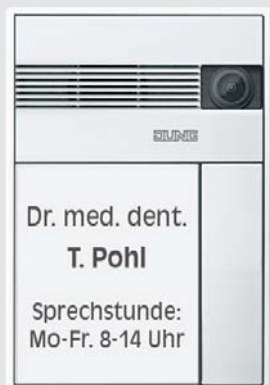 JUNG
Dr. med. dent.
T. Pohl
Sprechstunde:
Mo-Fr. 8-14 Uhr